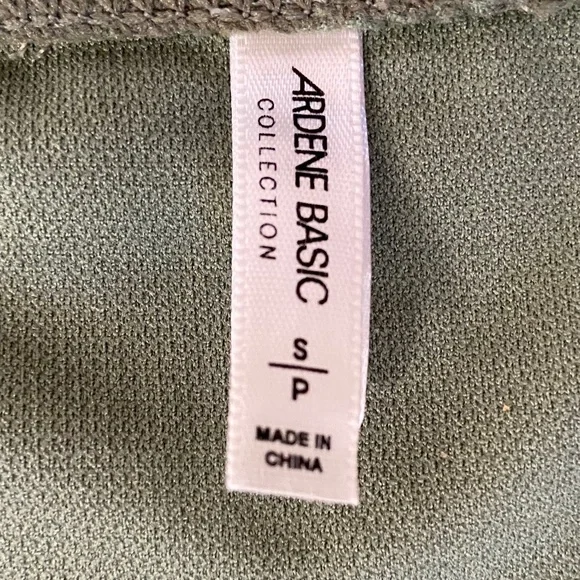 ARDENE BASIC
COLLECTION
S|P
MADE IN
CHINA